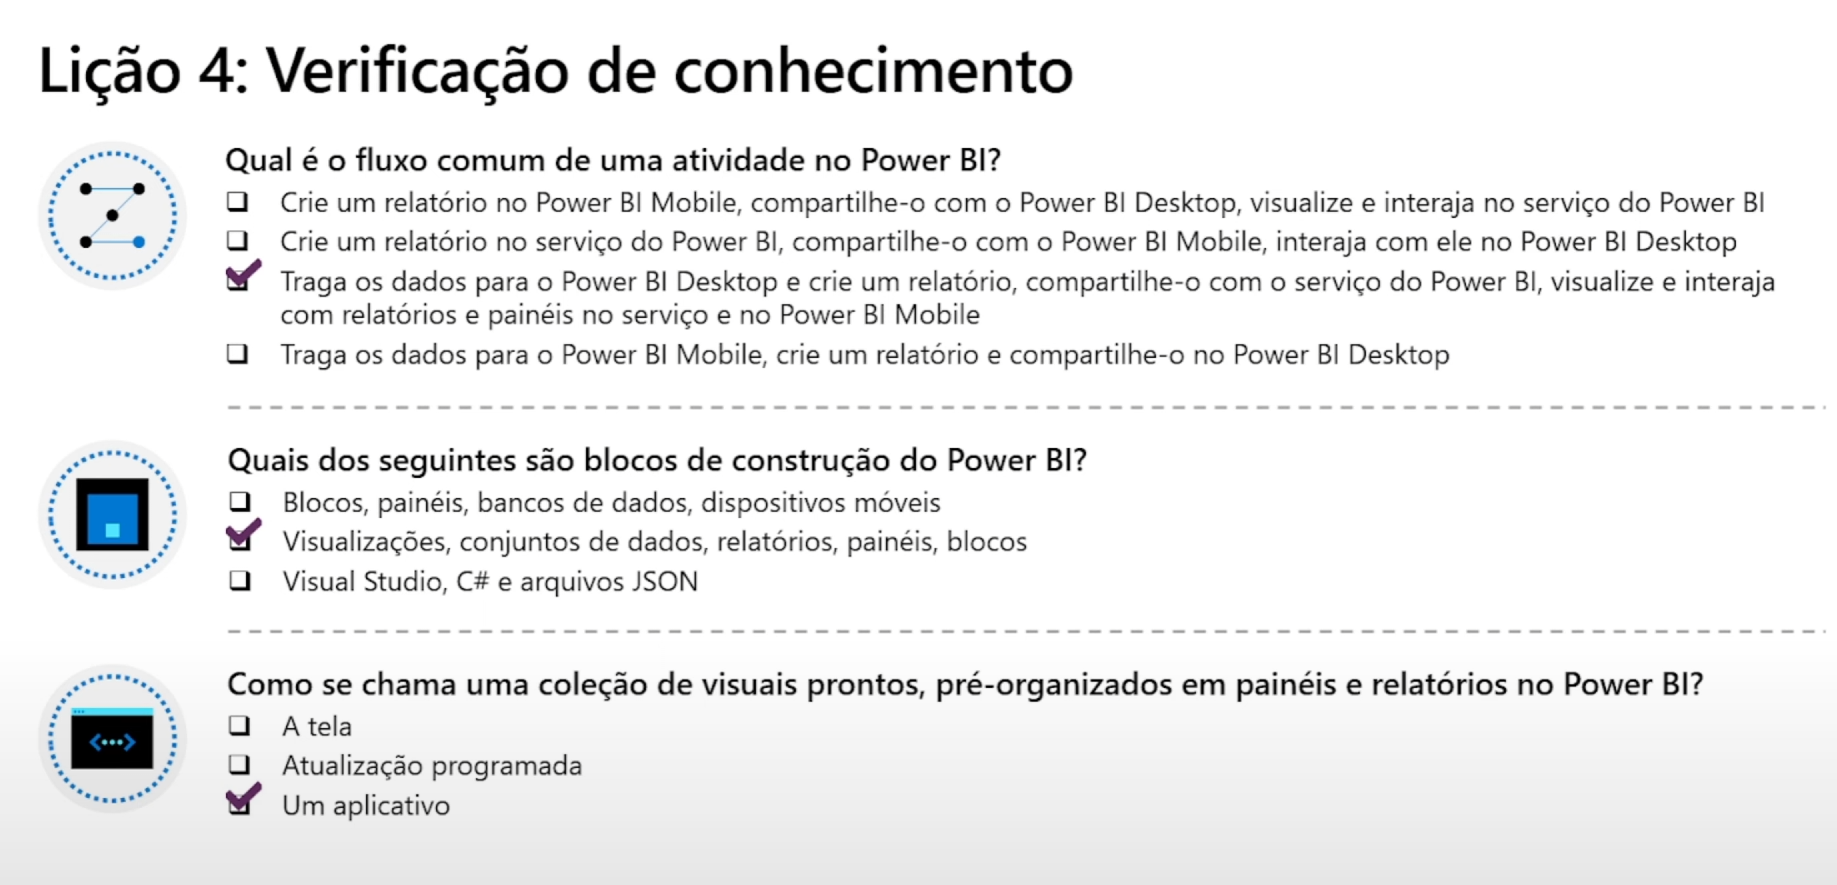 Lição 4: Verificação de conhecimento
Qual é o fluxo comum de uma atividade no Power BI?
Crie um relatório no Power BI Mobile, compartilhe-o com o Power BI Desktop, visualize e interaja no serviço do Power BI
Crie um relatório no serviço do Power BI, compartilhe-o com o Power BI Mobile, interaja com ele no Power BI Desktop
Traga os dados para o Power BI Desktop e crie um relatório, compartilhe-o com o serviço do Power BI, visualize e interaja
com relatórios e painéis no serviço e no Power BI Mobile
Traga os dados para o Power BI Mobile, crie um relatório e compartilhe-o no Power BI Desktop
Quais dos seguintes são blocos de construção do Power BI?
Blocos, painéis, bancos de dados, dispositivos móveis
Visualizações, conjuntos de dados, relatórios, painéis, blocos
Visual Studio, C# e arquivos JSON
Como se chama uma coleção de visuais prontos, pré-organizados em painéis e relatórios no Power BI?
A tela
Atualização programada
Um aplicativo